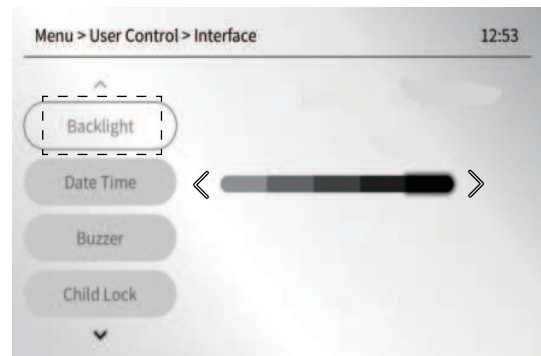 Menu > User Control > Interface 12:53
Backlight
Date Time
Buzzer
Child Lock